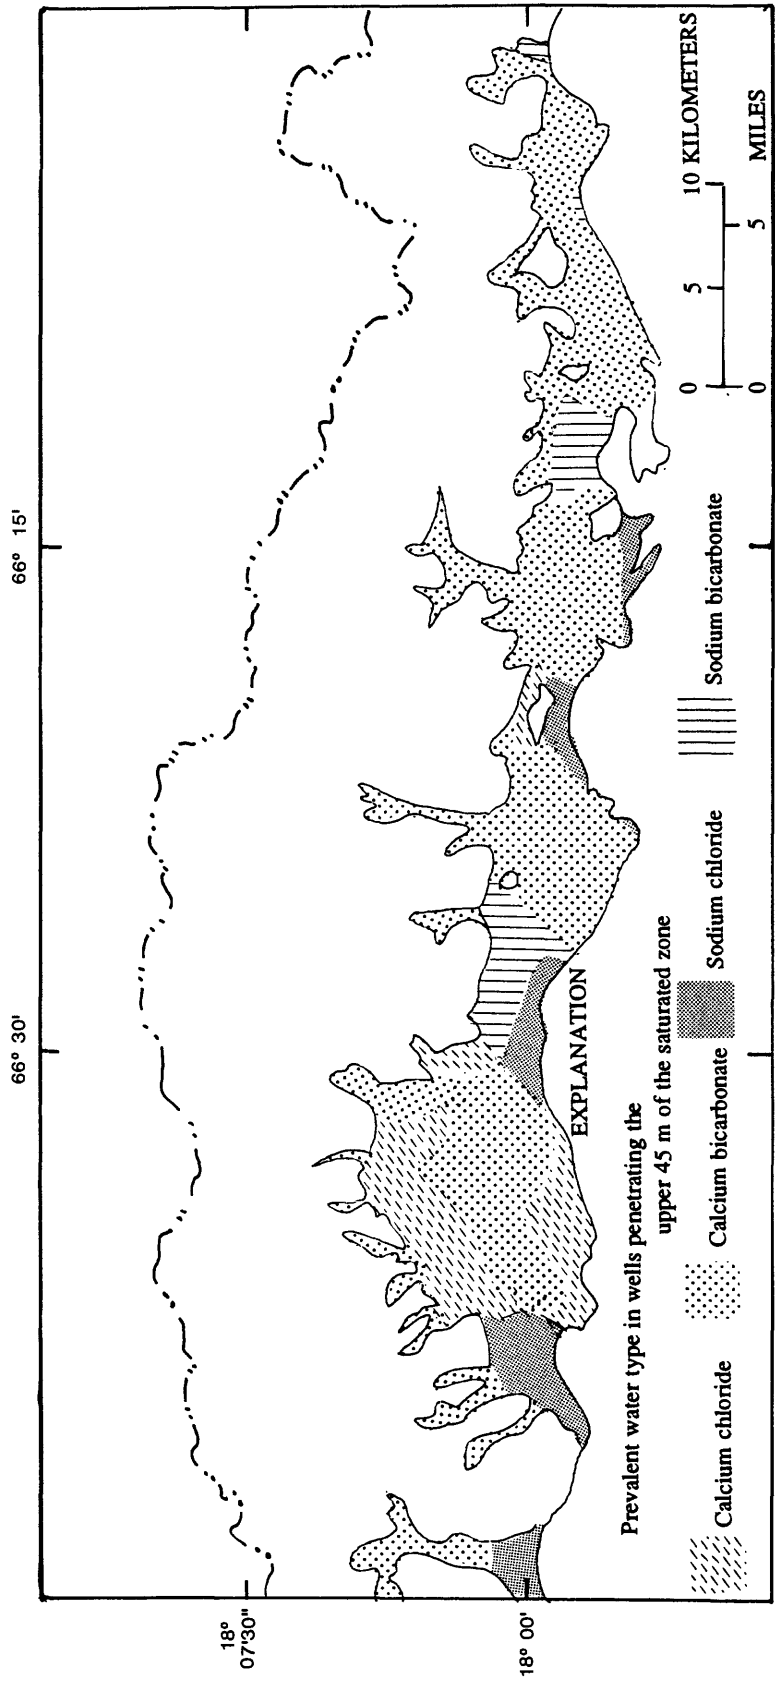 66° 30' 66° 15'
18°
07'30"
18° 00'
EXPLANATION
Prevalent water type in wells penetrating the
upper 45 m of the saturated zone
Calcium chloride Calcium bicarbonate Sodium chloride Sodium bicarbonate
0 5 10 KILOMETERS
0 5 MILES